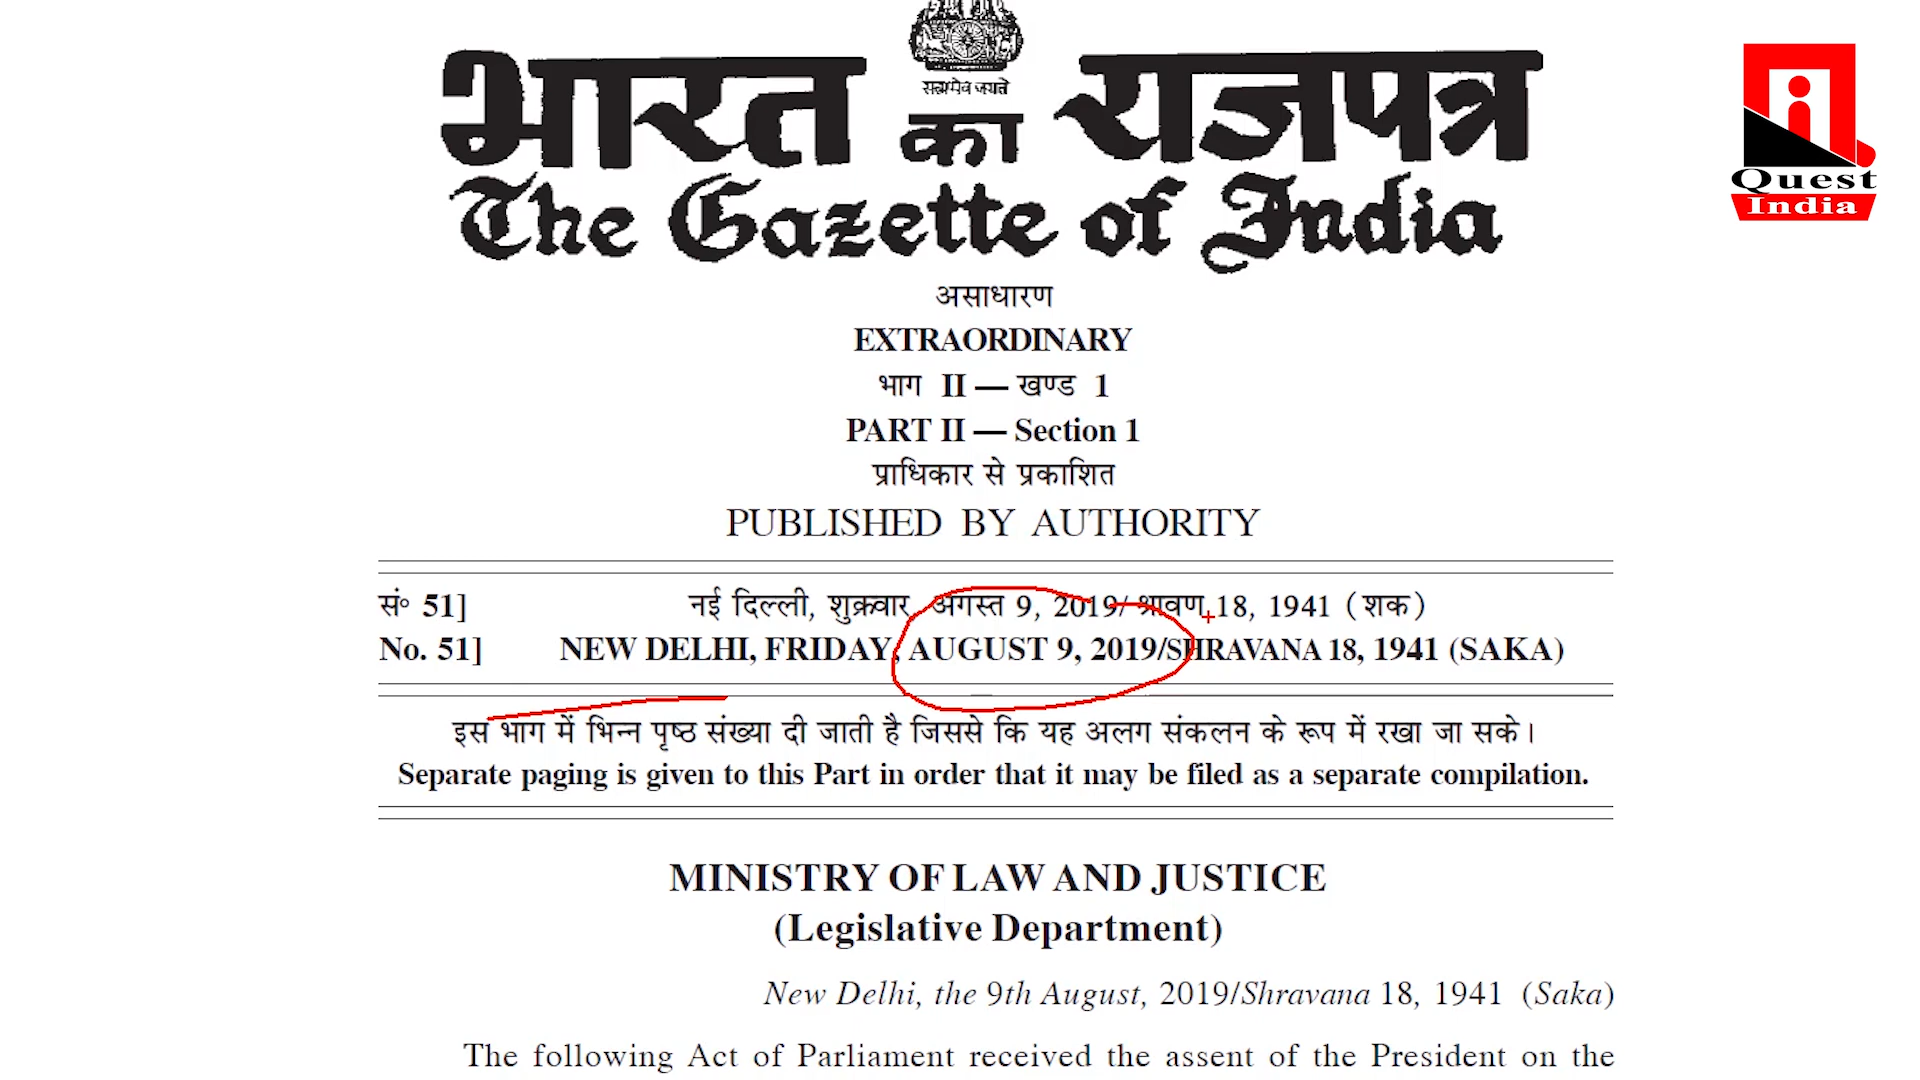 सत्यमेव जयते
भारत का राजपत्र
The Gazette of India
असाधारण
EXTRAORDINARY
भाग II — खण्ड 1
PART II — Section 1
प्राधिकार से प्रकाशित
PUBLISHED BY AUTHORITY
सं॰ 51] नई दिल्ली, शुक्रवार, अगस्त 9, 2019/ श्रावण 18, 1941 (शक)
No. 51] NEW DELHI, FRIDAY, AUGUST 9, 2019/SHRAVANA 18, 1941 (SAKA)
इस भाग में भिन्न पृष्ठ संख्या दी जाती है जिससे कि यह अलग संकलन के रूप में रखा जा सके।
Separate paging is given to this Part in order that it may be filed as a separate compilation.
MINISTRY OF LAW AND JUSTICE
(Legislative Department)
New Delhi, the 9th August, 2019/Shravana 18, 1941 (Saka)
The following Act of Parliament received the assent of the President on the
i
Quest
India